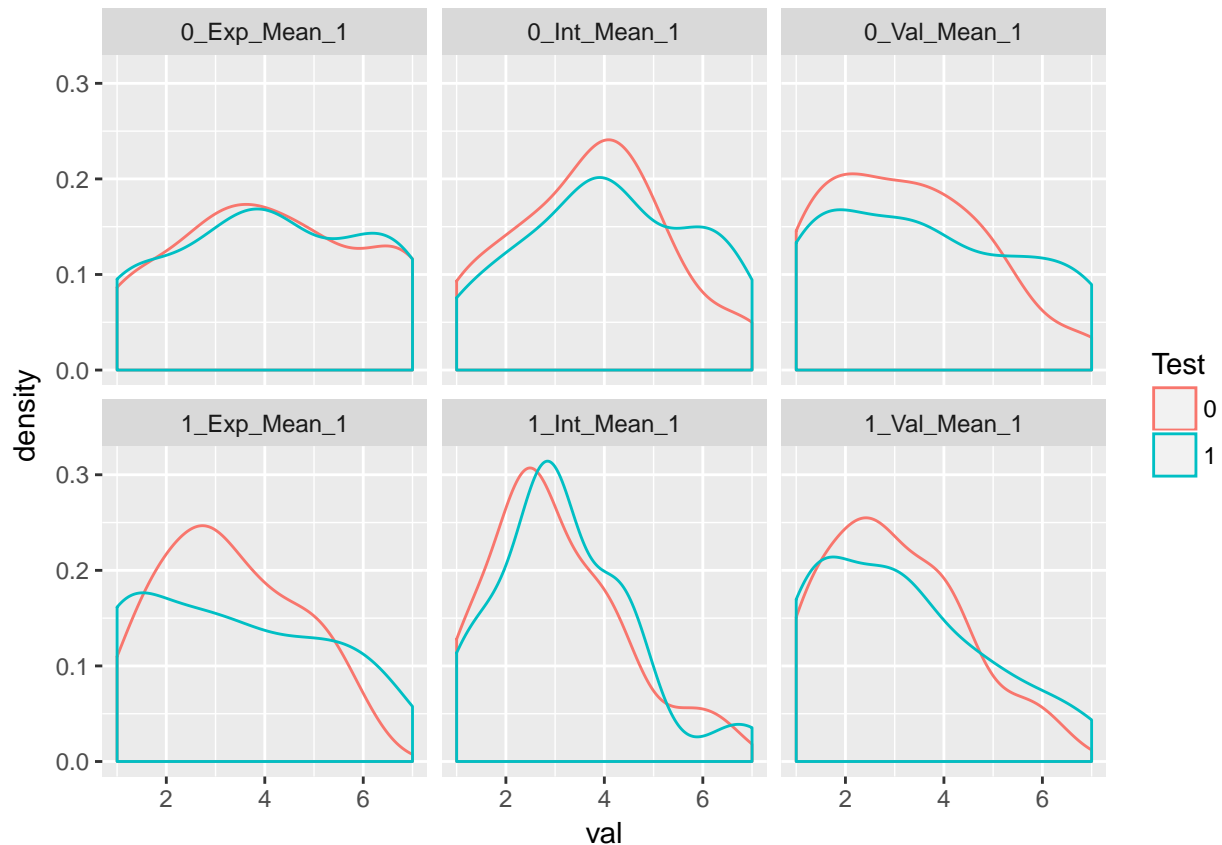 0_Exp_Mean_1 0_Int_Mean_1 0_Val_Mean_1
0.3
0.2
0.1
0.0
1_Exp_Mean_1 1_Int_Mean_1 1_Val_Mean_1
0.3
0.2
0.1
0.0
2 4 6 2 4 6 2 4 6
val
density
Test
0
1